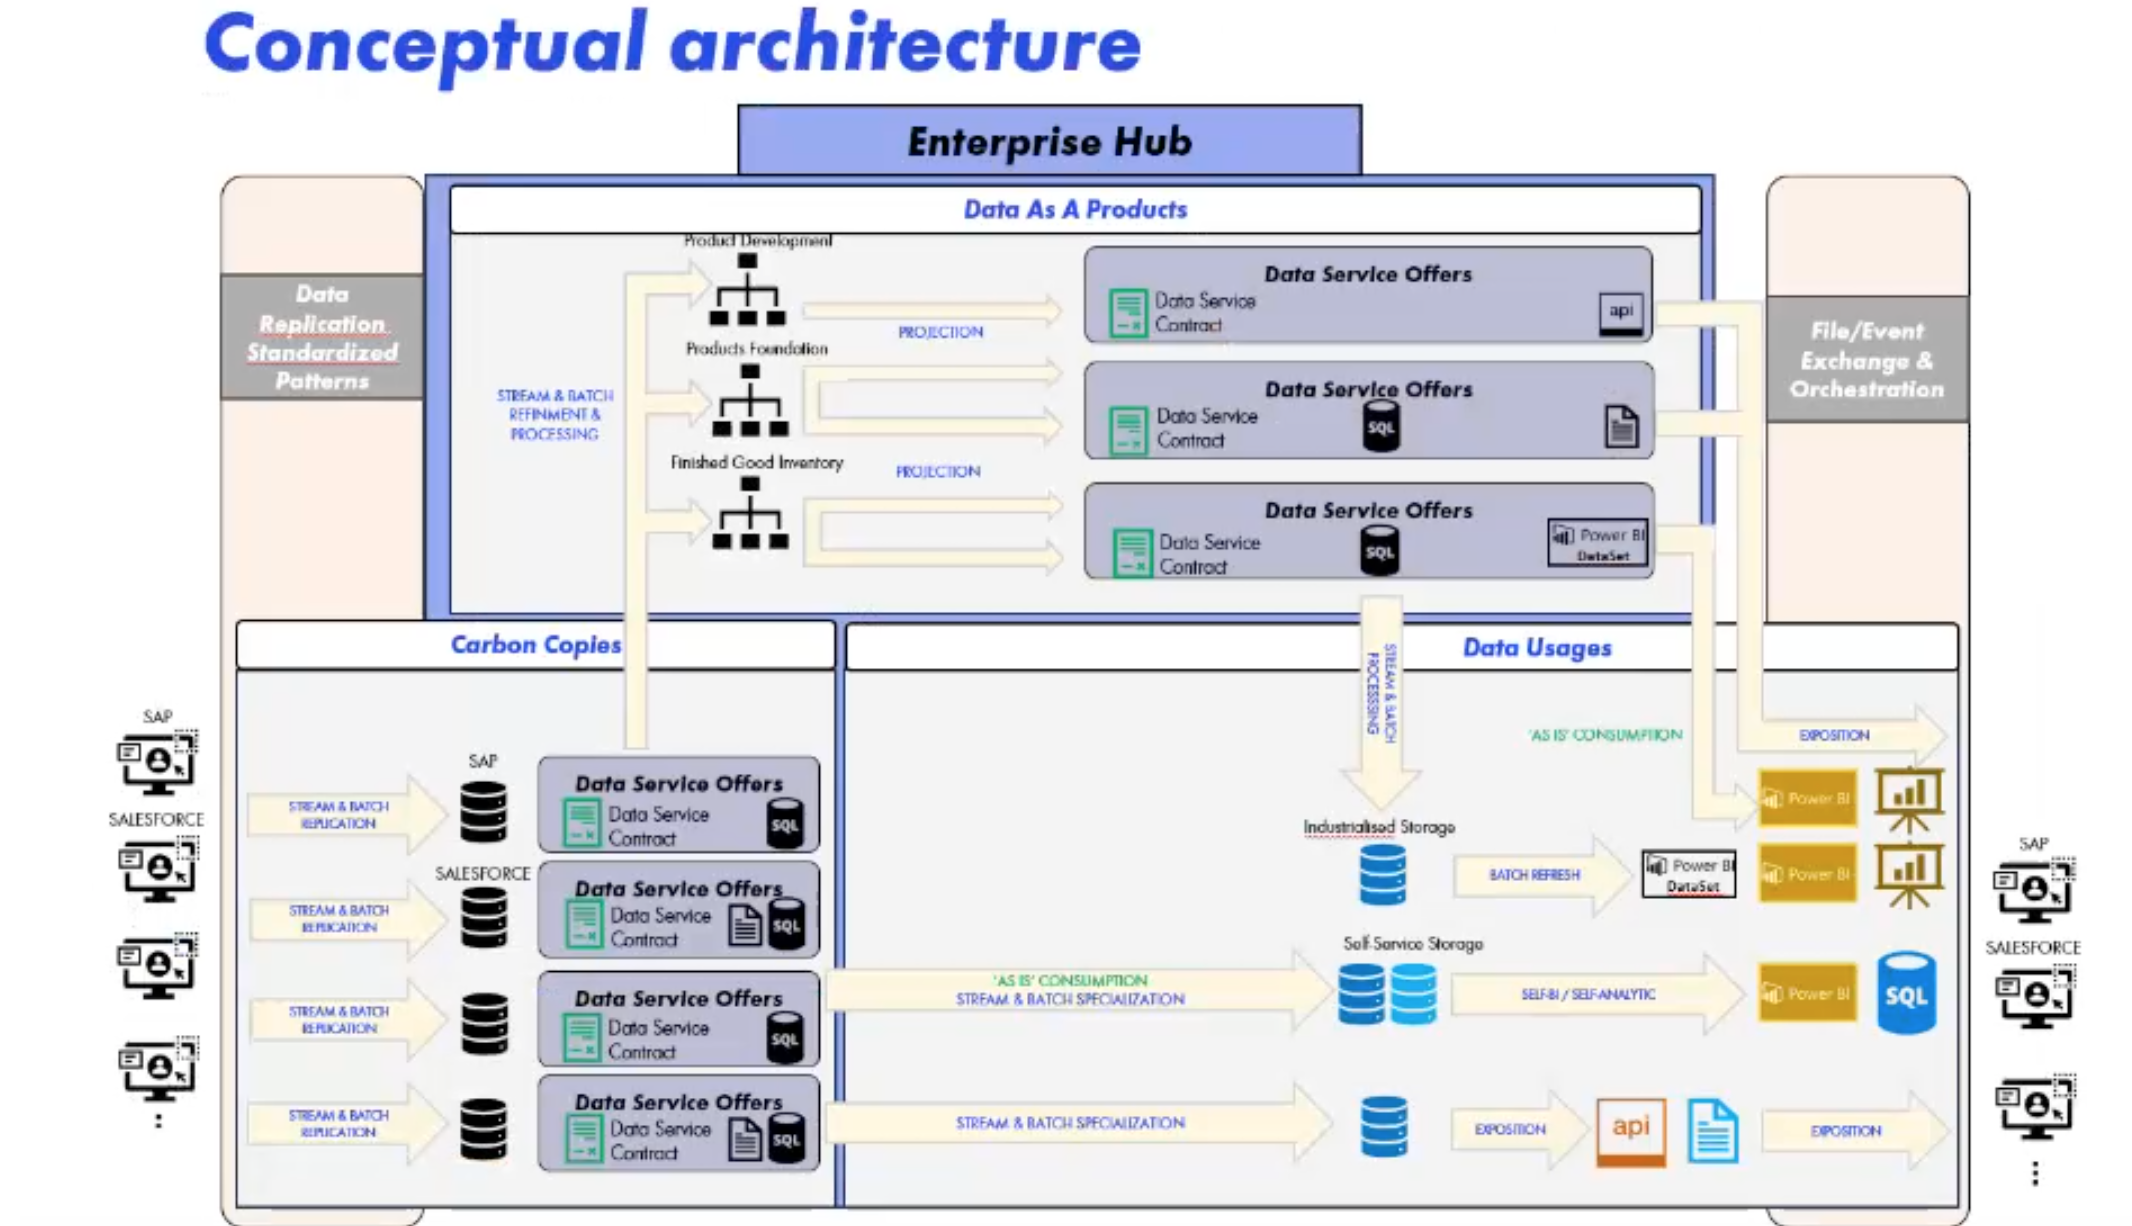 Conceptual architecture
Enterprise Hub
Data As A Products
Data
Replication
Standardized
Patterns
File/Event
Exchange &
Orchestration
Product Development
Products Foundation
Finished Good Inventory
STREAM & BATCH
REFINMENT &
PROCESSING
PROJECTION
PROJECTION
Data Service Offers
Data Service
Contract
api
Data Service Offers
Data Service
Contract
SQL
Data Service Offers
Data Service
Contract
SQL
Power BI
DataSet
Carbon Copies
SAP
SALESFORCE
STREAM & BATCH
REPLICATION
SAP
Data Service Offers
Data Service
Contract
SQL
STREAM & BATCH
REPLICATION
SALESFORCE
Data Service Offers
Data Service
Contract
SQL
STREAM & BATCH
REPLICATION
Data Service Offers
Data Service
Contract
SQL
STREAM & BATCH
REPLICATION
Data Service Offers
Data Service
Contract
SQL
Data Usages
STREAM & BATCH
PROCESSING
'AS IS' CONSUMPTION
EXPOSITION
Power BI
Industrialised Storage
BATCH REFRESH
Power BI
DataSet
Power BI
Self-Service Storage
'AS IS' CONSUMPTION
STREAM & BATCH SPECIALIZATION
SELF-BI / SELF-ANALYTIC
Power BI
SQL
STREAM & BATCH SPECIALIZATION
EXPOSITION
api
EXPOSITION
SAP
SALESFORCE